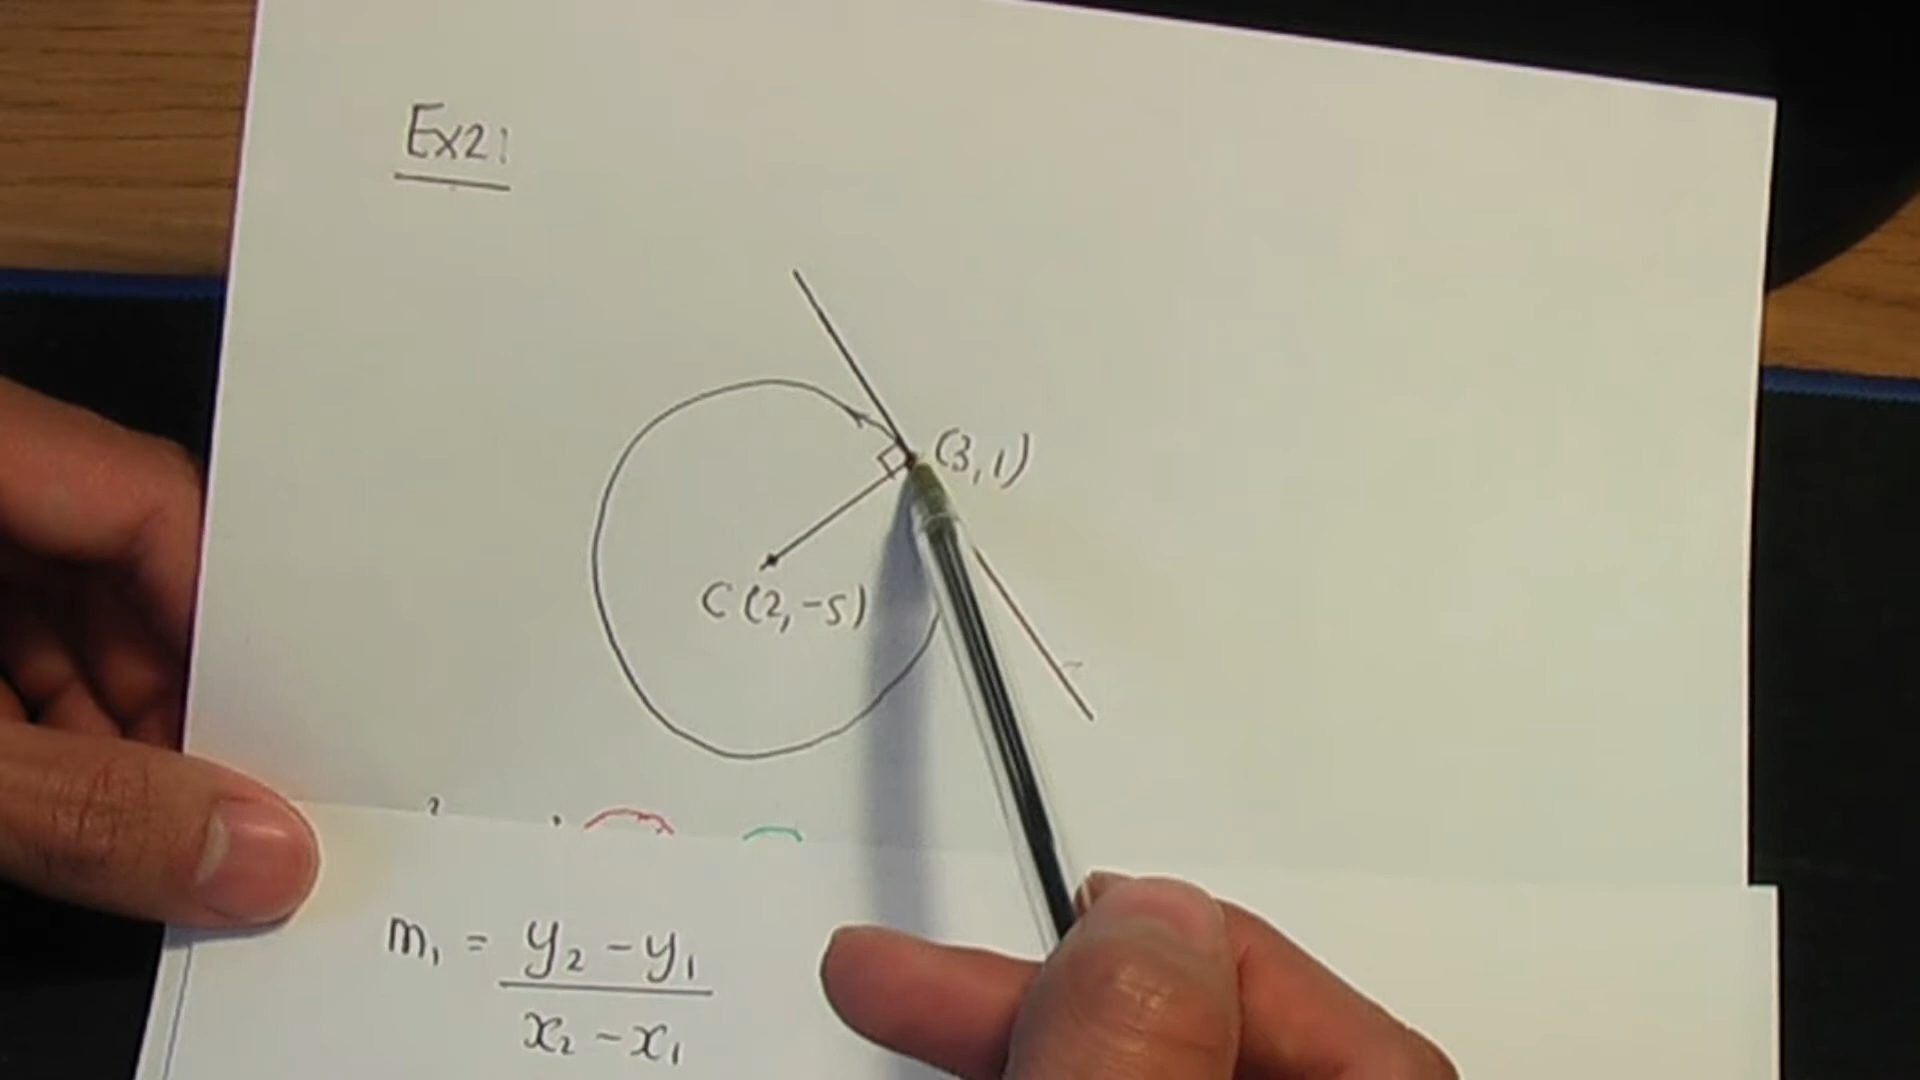 Ex2:
(3,1)
C(2,-5)
m₁ = y₂ - y₁
x₂ - x₁